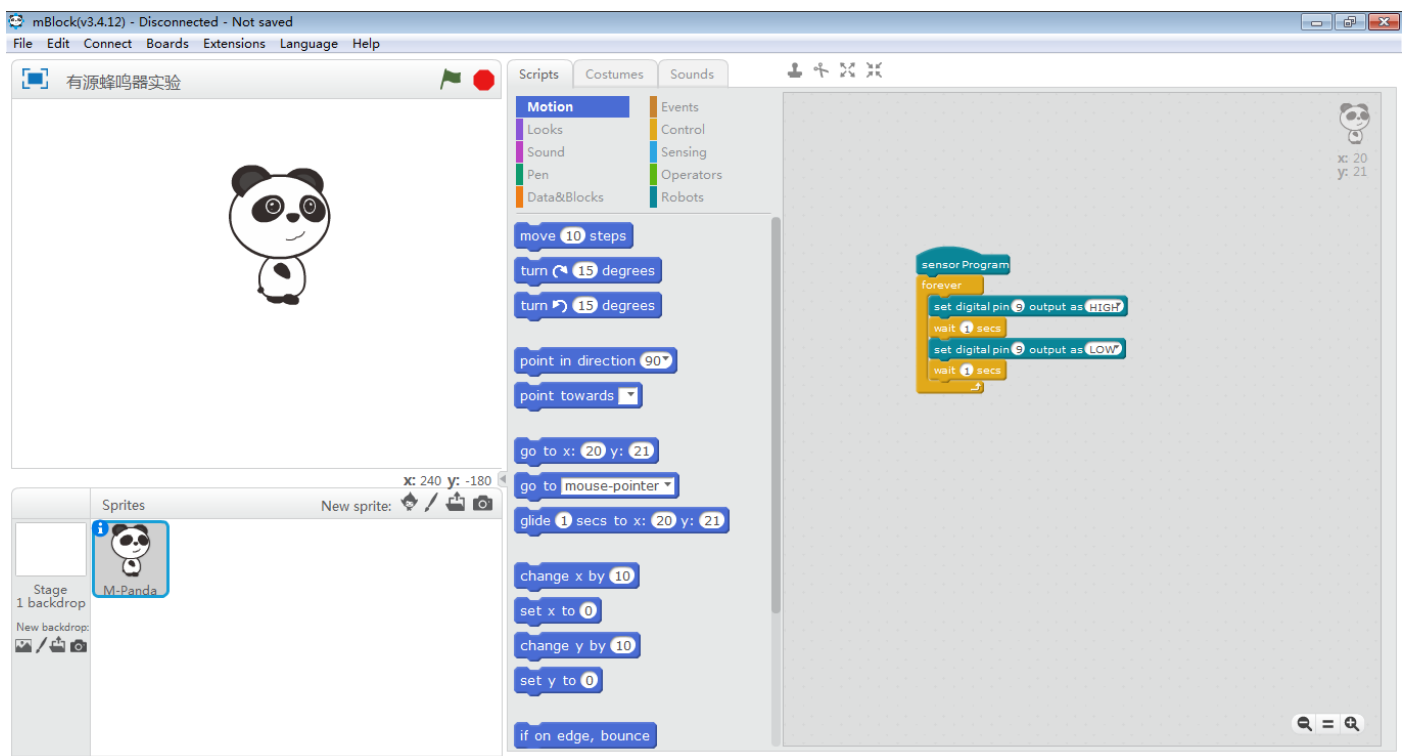 mBlock(v3.4.12) - Disconnected - Not saved
File Edit Connect Boards Extensions Language Help
有源蜂鸣器实验
x: 240 y: -180
Sprites New sprite:
Stage
1 backdrop
New backdrop:
M-Panda
Scripts Costumes Sounds
Motion Events
Looks Control
Sound Sensing
Pen Operators
Data&Blocks Robots
move 10 steps
turn 15 degrees
turn 15 degrees
point in direction 90
point towards
go to x: 20 y: 21
go to mouse-pointer
glide 1 secs to x: 20 y: 21
change x by 10
set x to 0
change y by 10
set y to 0
if on edge, bounce
x: 20
y: 21
sensor Program
forever
set digital pin 9 output as HIGH
wait 1 secs
set digital pin 9 output as LOW
wait 1 secs